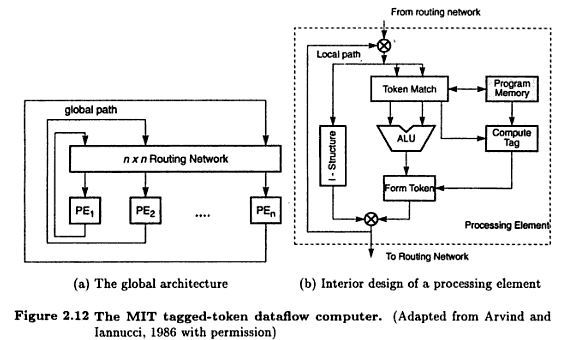 From routing network
Local path
global path
Token Match
Program
Memory
n x n Routing Network
I - Structure
ALU
Compute
Tag
PE1
PE2
....
PEn
Form Token
Processing Element
To Routing Network
(a) The global architecture
(b) Interior design of a processing element
Figure 2.12 The MIT tagged-token dataflow computer. (Adapted from Arvind and
Iannucci, 1986 with permission)